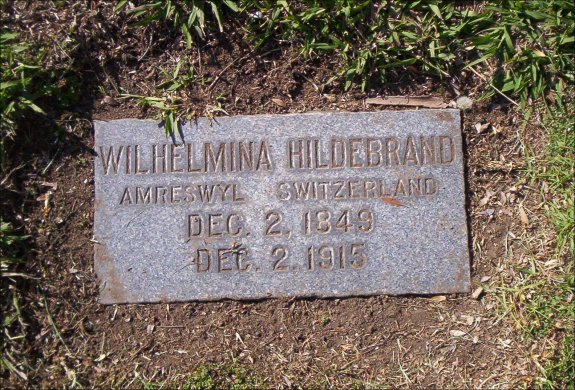 WILHELMINA HILDEBRAND
AMRESWYL SWITZERLAND
DEC. 2, 1849
DEC. 2, 1915